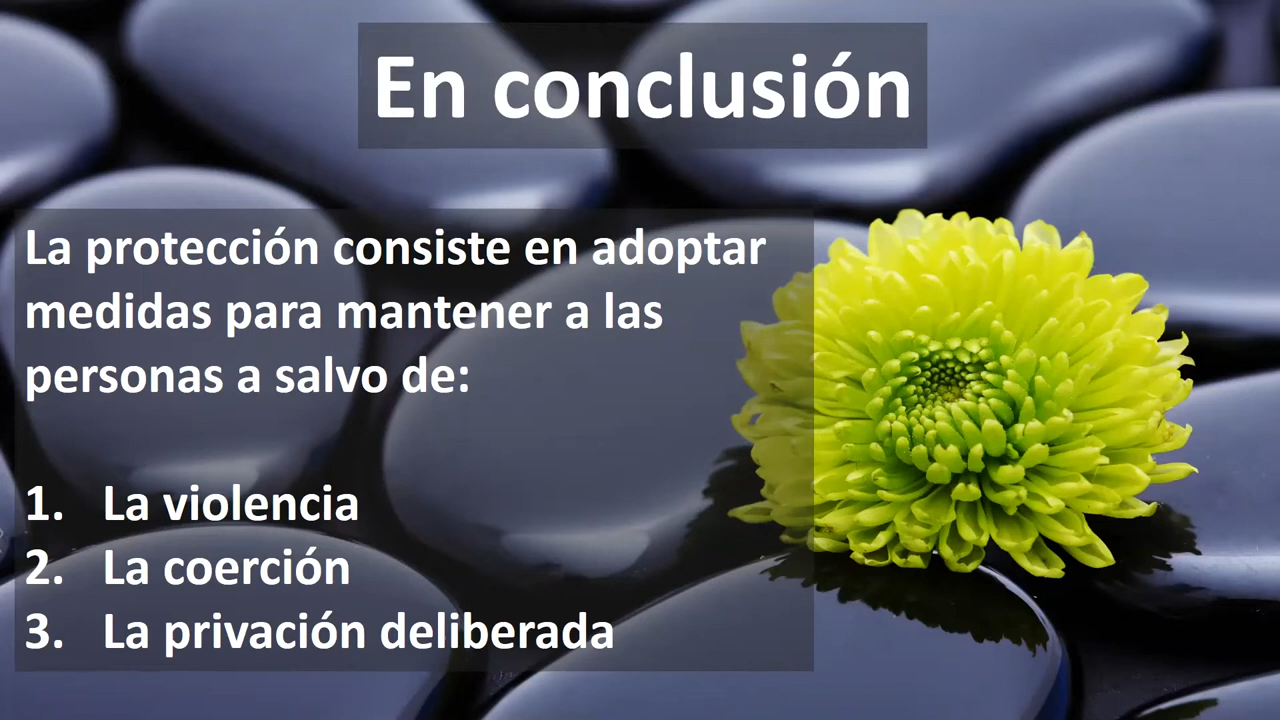 En conclusión
La protección consiste en adoptar
medidas para mantener a las
personas a salvo de:
1. La violencia
2. La coerción
3. La privación deliberada